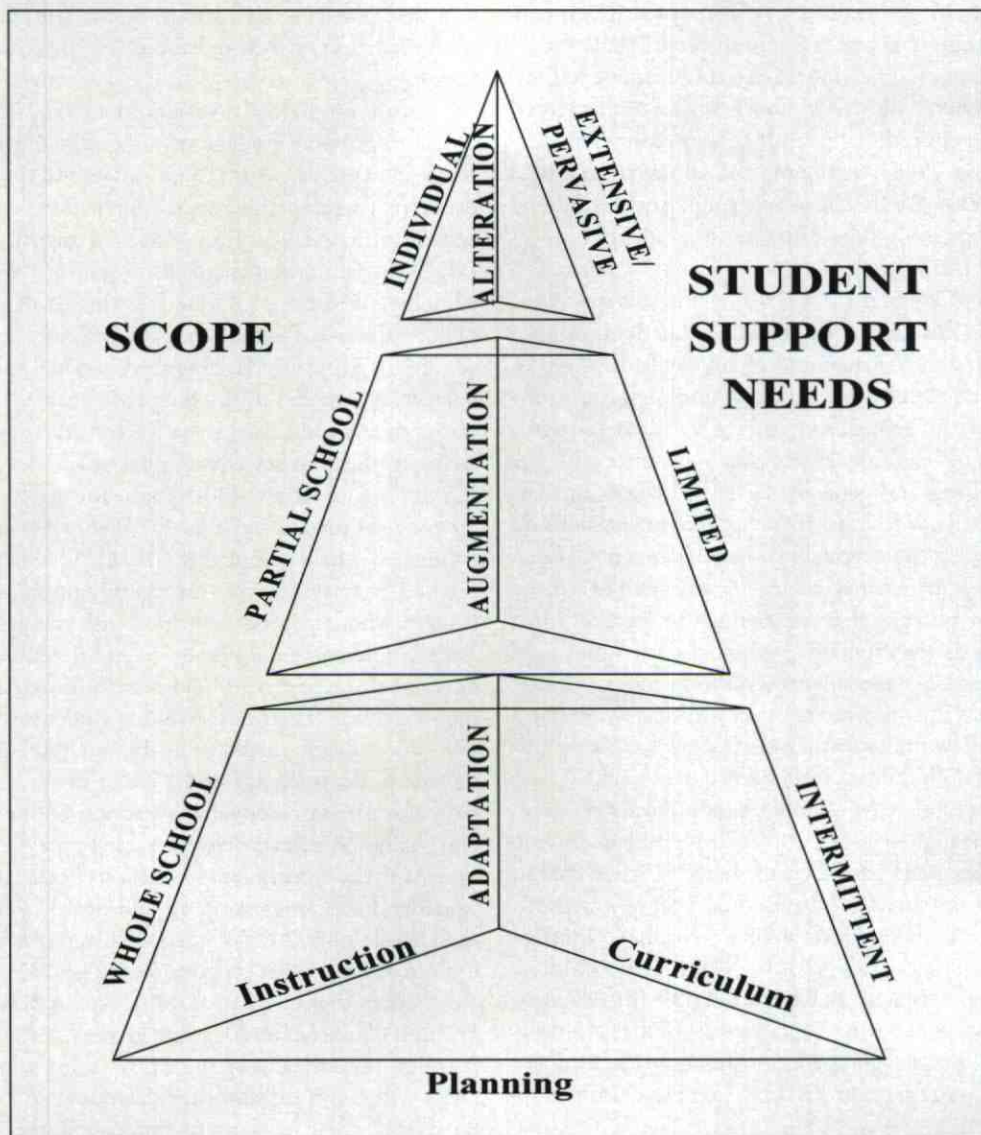 INDIVIDUAL
ALTERATION
EXTENSIVE/
PERVASIVE
SCOPE
STUDENT
SUPPORT
NEEDS
PARTIAL SCHOOL
AUGMENTATION
LIMITED
WHOLE SCHOOL
ADAPTATION
INTERMITTENT
Instruction
Curriculum
Planning